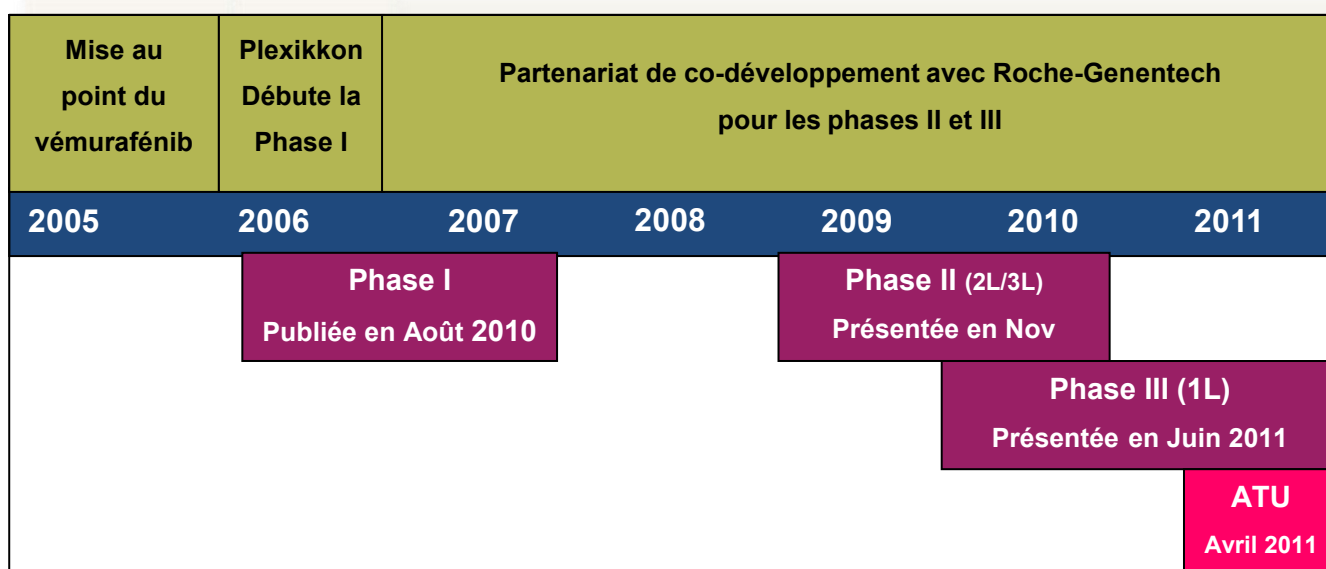 Mise au
point du
vémurafénib
Plexikkon
Débute la
Phase I
Partenariat de co-développement avec Roche-Genentech
pour les phases II et III
2005 2006 2007 2008 2009 2010 2011
Phase I
Publiée en Août 2010
Phase II (2L/3L)
Présentée en Nov
Phase III (1L)
Présentée en Juin 2011
ATU
Avril 2011